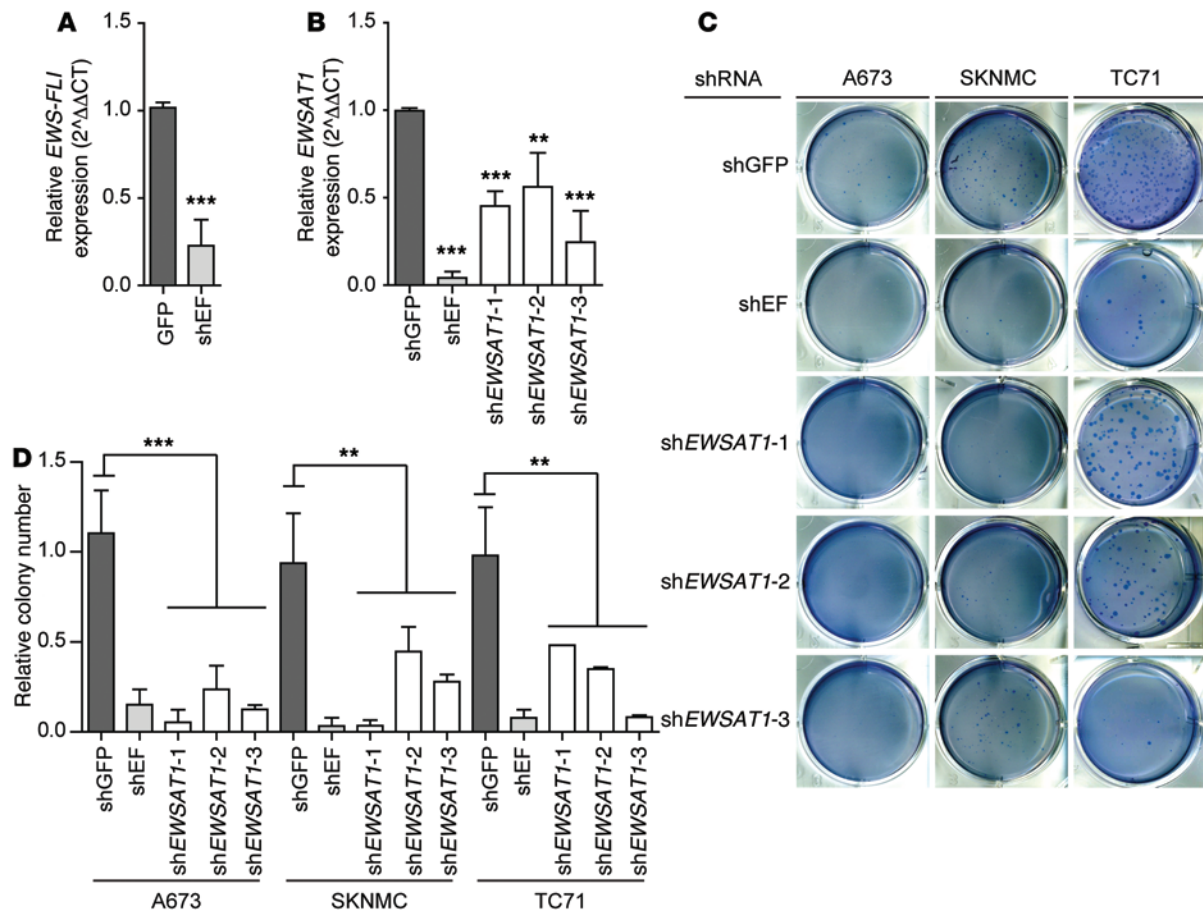 A
Relative EWS-FLI
expression (2^ΔΔCT)
1.5
1.0
0.5
0.0
***
GFP
shEF
B
Relative EWSAT1
expression (2^ΔΔCT)
1.5
1.0
0.5
0.0
***
***
**
***
shGFP
shEF
shEWSAT1-1
shEWSAT1-2
shEWSAT1-3
C
shRNA
A673
SKNMC
TC71
shGFP
shEF
shEWSAT1-1
shEWSAT1-2
shEWSAT1-3
D
Relative colony number
1.5
1.0
0.5
0.0
***
**
**
shGFP
shEF
shEWSAT1-1
shEWSAT1-2
shEWSAT1-3
shGFP
shEF
shEWSAT1-1
shEWSAT1-2
shEWSAT1-3
shGFP
shEF
shEWSAT1-1
shEWSAT1-2
shEWSAT1-3
A673
SKNMC
TC71